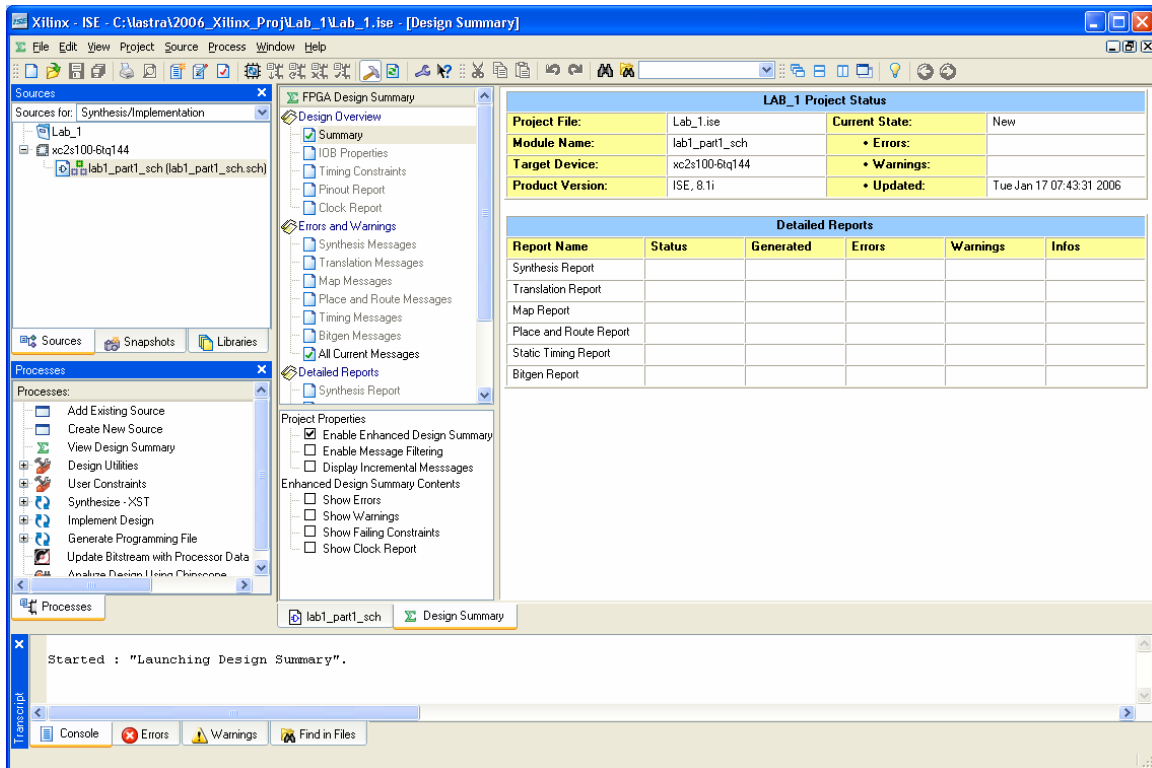 Xilinx - ISE - C:\lastra\2006_Xilinx_Proj\Lab_1\Lab_1.ise - [Design Summary]
File Edit View Project Source Process Window Help
Sources
Sources for: Synthesis/Implementation
Lab_1
xc2s100-6tq144
lab1_part1_sch (lab1_part1_sch.sch)
Sources Snapshots Libraries
Processes
Processes:
Add Existing Source
Create New Source
View Design Summary
Design Utilities
User Constraints
Synthesize - XST
Implement Design
Generate Programming File
Update Bitstream with Processor Data
Analyze Design Using Chipscope
Processes
FPGA Design Summary
Design Overview
Summary
IOB Properties
Timing Constraints
Pinout Report
Clock Report
Errors and Warnings
Synthesis Messages
Translation Messages
Map Messages
Place and Route Messages
Timing Messages
Bitgen Messages
All Current Messages
Detailed Reports
Synthesis Report
Project Properties
Enable Enhanced Design Summary
Enable Message Filtering
Display Incremental Messsages
Enhanced Design Summary Contents
Show Errors
Show Warnings
Show Failing Constraints
Show Clock Report
LAB_1 Project Status
Project File: Lab_1.ise Current State: New
Module Name: lab1_part1_sch • Errors:
Target Device: xc2s100-6tq144 • Warnings:
Product Version: ISE, 8.1i • Updated: Tue Jan 17 07:43:31 2006
Detailed Reports
Report Name Status Generated Errors Warnings Infos
Synthesis Report
Translation Report
Map Report
Place and Route Report
Static Timing Report
Bitgen Report
lab1_part1_sch Design Summary
Started : "Launching Design Summary".
Transcript
Console Errors Warnings Find in Files